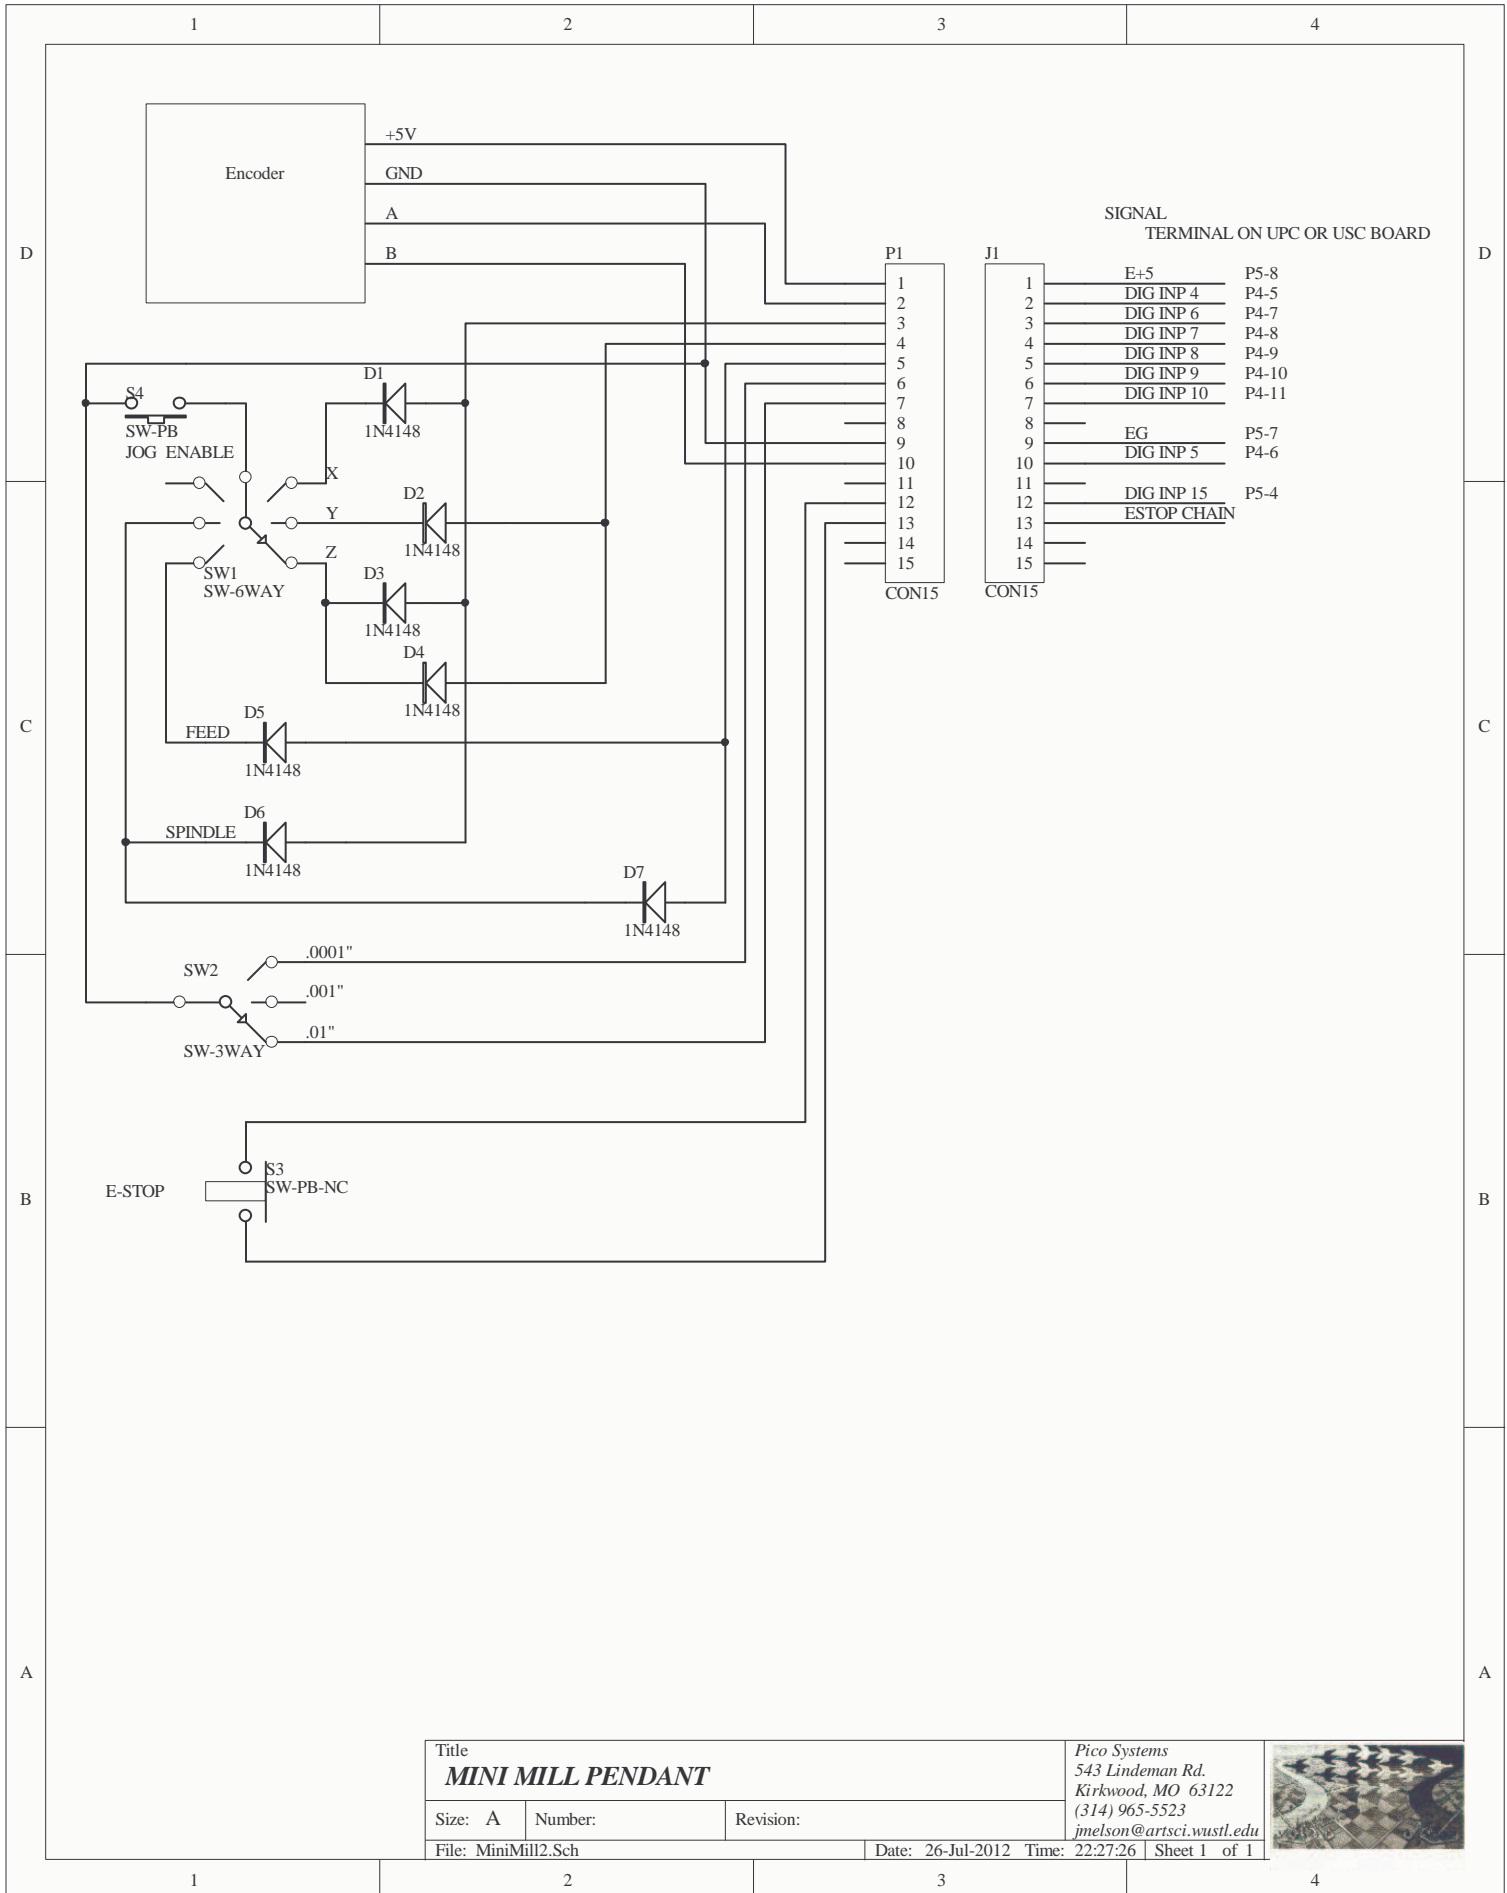 1 2 3 4
Encoder
+5V
GND
A
B
SIGNAL
TERMINAL ON UPC OR USC BOARD
D D
P1 J1
1 1 E+5 P5-8
2 2 DIG INP 4 P4-5
3 3 DIG INP 6 P4-7
4 4 DIG INP 7 P4-8
5 5 DIG INP 8 P4-9
6 6 DIG INP 9 P4-10
7 7 DIG INP 10 P4-11
8 8
9 9 EG P5-7
10 10 DIG INP 5 P4-6
11 11
12 12 DIG INP 15 P5-4
13 13 ESTOP CHAIN
14 14
15 15
CON15 CON15
S4
SW-PB
JOG ENABLE
D1
1N4148
X
Y
Z
SW1
SW-6WAY
D2
1N4148
D3
1N4148
D4
1N4148
C C
FEED
D5
1N4148
SPINDLE
D6
1N4148
D7
1N4148
SW2
.0001"
.001"
.01"
SW-3WAY
E-STOP
S3
SW-PB-NC
B B
A A
Title
MINI MILL PENDANT
Size: A Number: Revision:
File: MiniMill2.Sch Date: 26-Jul-2012 Time: 22:27:26 Sheet 1 of 1
Pico Systems
543 Lindeman Rd.
Kirkwood, MO 63122
(314) 965-5523
jmelson@artsci.wustl.edu
1 2 3 4